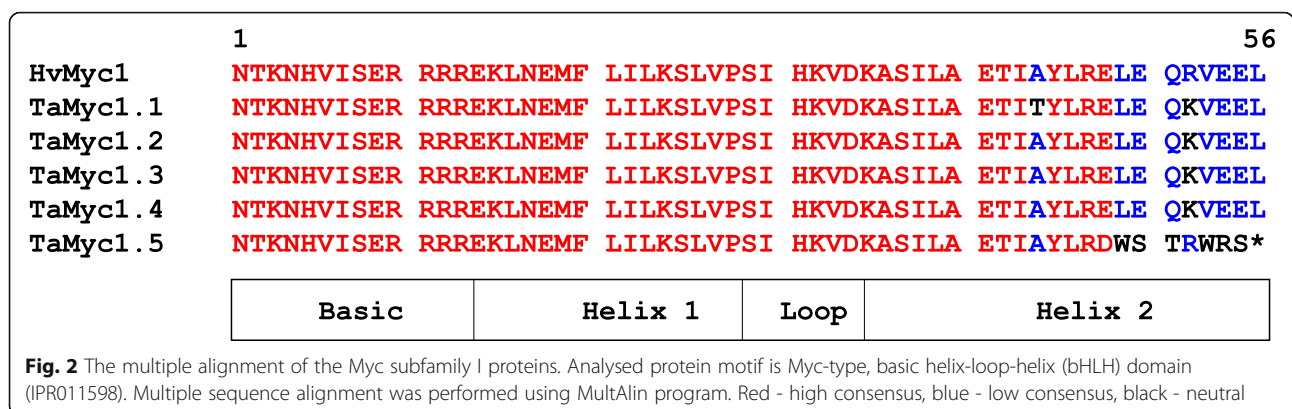 1 56
HvMyc1 NTKNHVISER RRREKLNEMF LILKSLVPSI HKVDKASILA ETIAYLRELE QRVEEL
TaMyc1.1 NTKNHVISER RRREKLNEMF LILKSLVPSI HKVDKASILA ETITYLRELE QKVEEL
TaMyc1.2 NTKNHVISER RRREKLNEMF LILKSLVPSI HKVDKASILA ETIAYLRELE QKVEEL
TaMyc1.3 NTKNHVISER RRREKLNEMF LILKSLVPSI HKVDKASILA ETIAYLRELE QKVEEL
TaMyc1.4 NTKNHVISER RRREKLNEMF LILKSLVPSI HKVDKASILA ETIAYLRELE QKVEEL
TaMyc1.5 NTKNHVISER RRREKLNEMF LILKSLVPSI HKVDKASILA ETIAYLRDWS TRWRS*
Basic Helix 1 Loop Helix 2
Fig. 2 The multiple alignment of the Myc subfamily I proteins. Analysed protein motif is Myc-type, basic helix-loop-helix (bHLH) domain
(IPR011598). Multiple sequence alignment was performed using MultAlin program. Red - high consensus, blue - low consensus, black - neutral